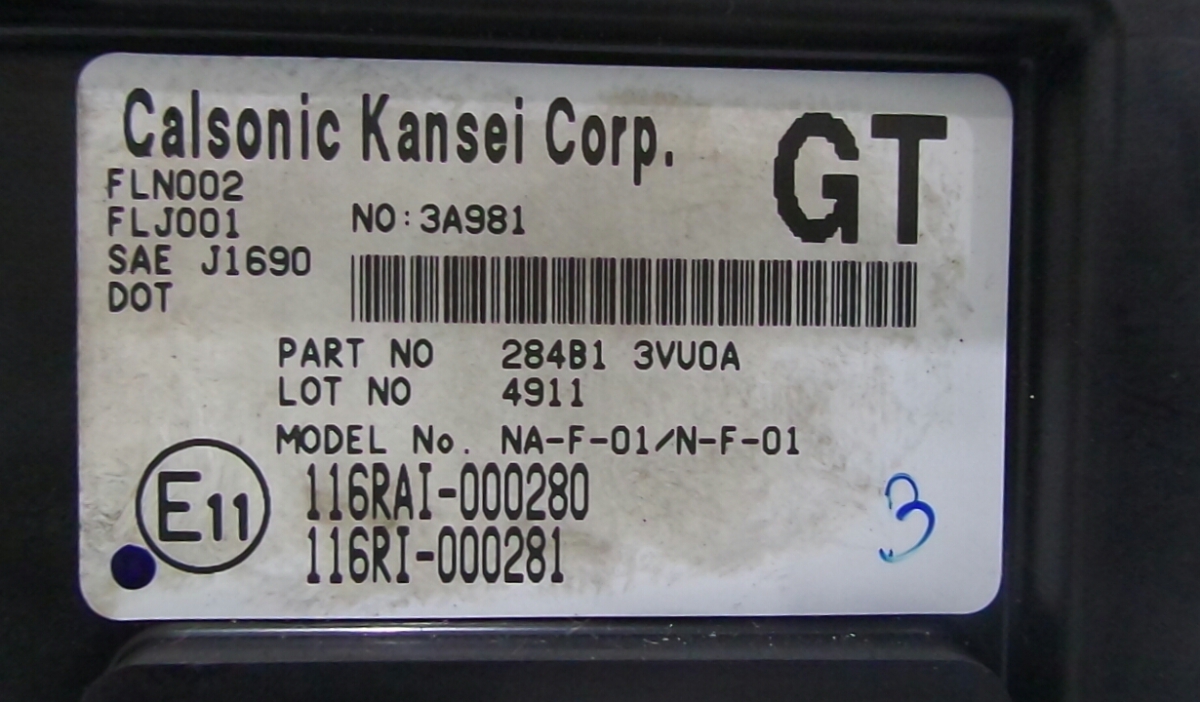 Calsonic Kansei Corp.
GT
FLN002
FLJ001
NO:3A981
SAE J1690
DOT
PART NO 284B1 3VU0A
LOT NO 4911
MODEL No. NA-F-01/N-F-01
E11
116RAI-000280
116RI-000281
3